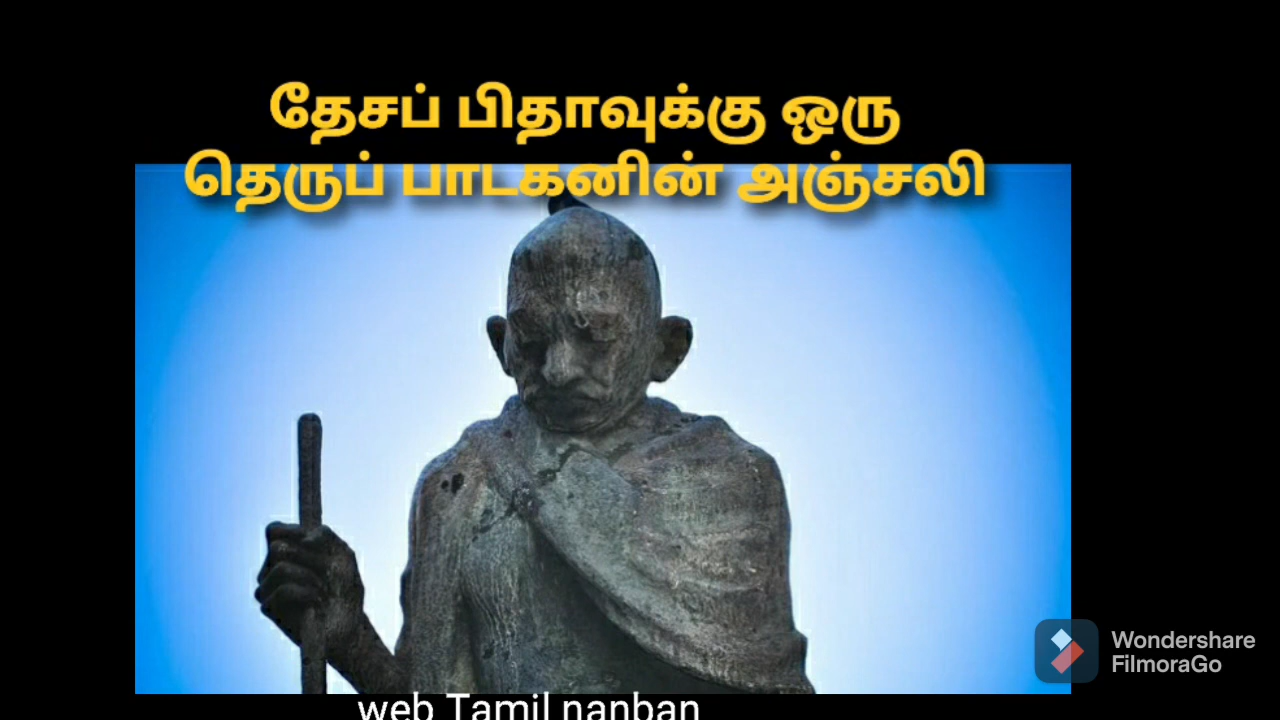 தேசப் பிதாவுக்கு ஒரு
தெருப் பாடகனின் அஞ்சலி
Wondershare
FilmoraGo
web Tamil nanban